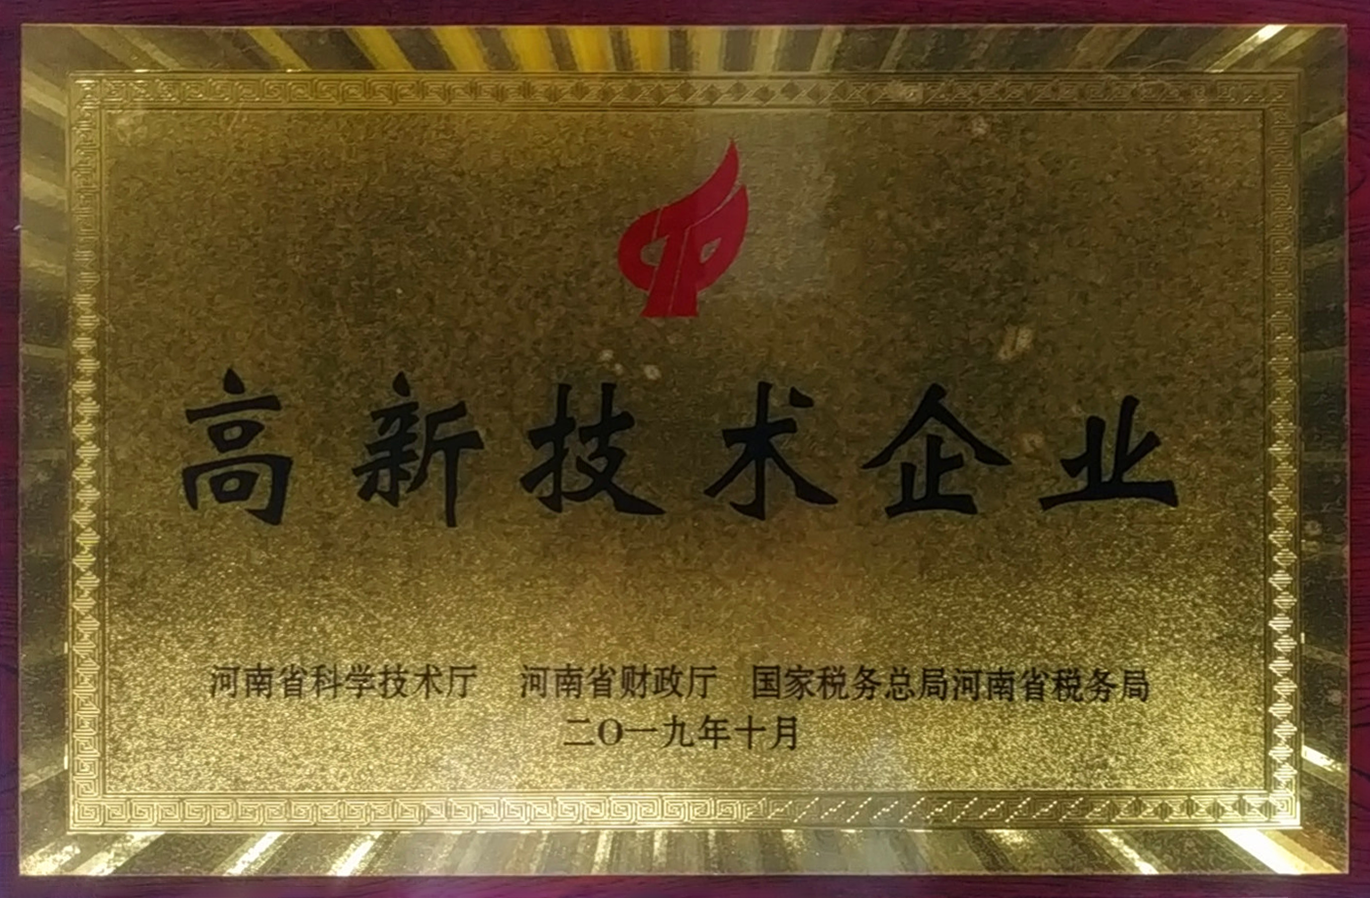 高新技术企业
河南省科学技术厅 河南省财政厅 国家税务总局河南省税务局
二〇一九年十月